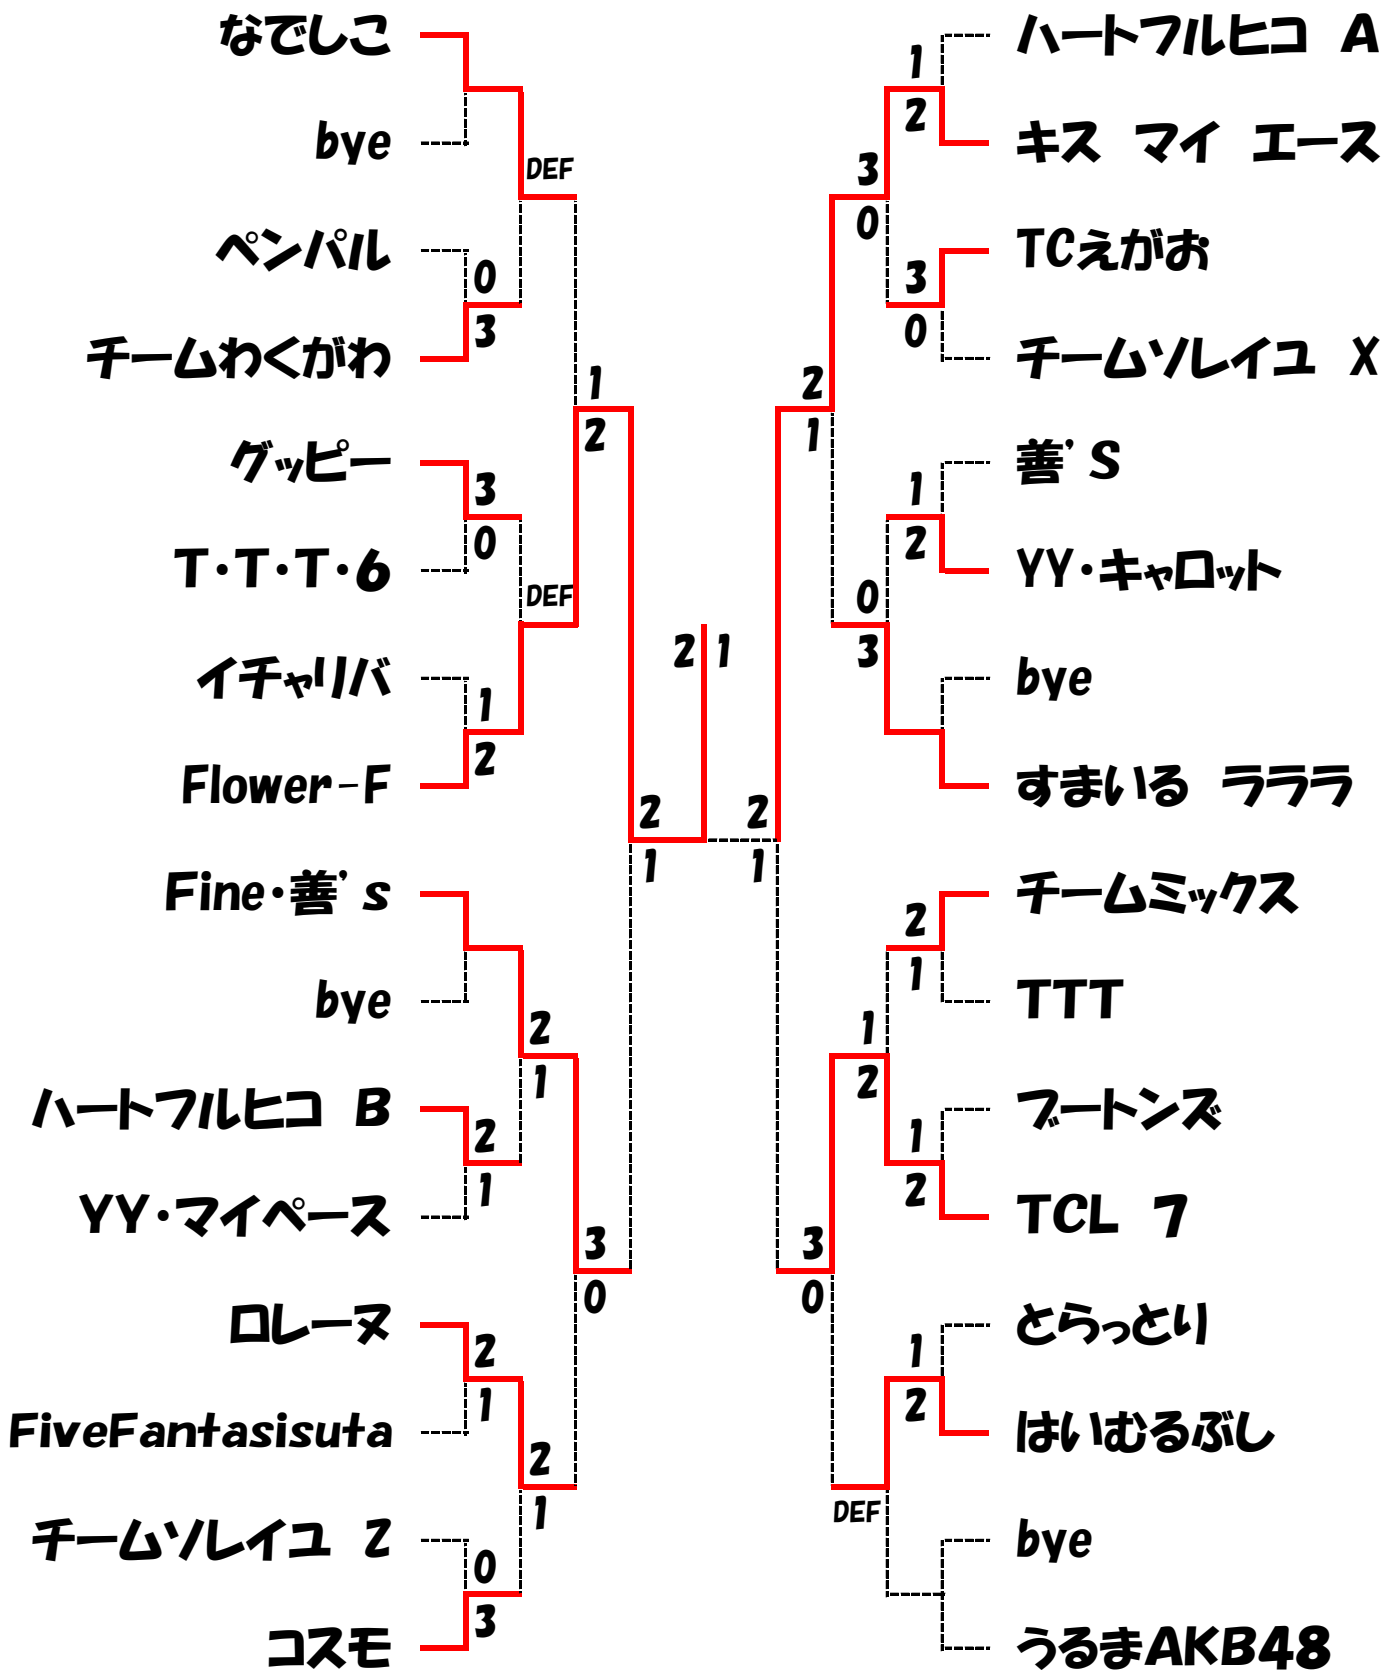 なでしこ
bye
DEF
ペンパル
0
チームわくがわ
3
1
グッピー
2
3
T・T・T・6
0
DEF
イチャリバ
1
Flower-F
2
2
1
Fine・善's
bye
2
ハートフルヒコ B
1
2
YY・マイペース
1
3
0
ロレーヌ
2
FiveFantasisuta
1
2
チームソレイユ Z
1
0
コスモ
3
2 1
ハートフルヒコ A
1
2
キス マイ エース
3
0
TCえがお
3
0
チームソレイユ X
2
1
善'S
1
2
YY・キャロット
0
3
bye
すまいる ラララ
2
1
チームミックス
2
1
TTT
1
2
ブートンズ
1
2
TCL 7
3
0
とらっとり
1
2
はいむるぶし
DEF
bye
うるまAKB48